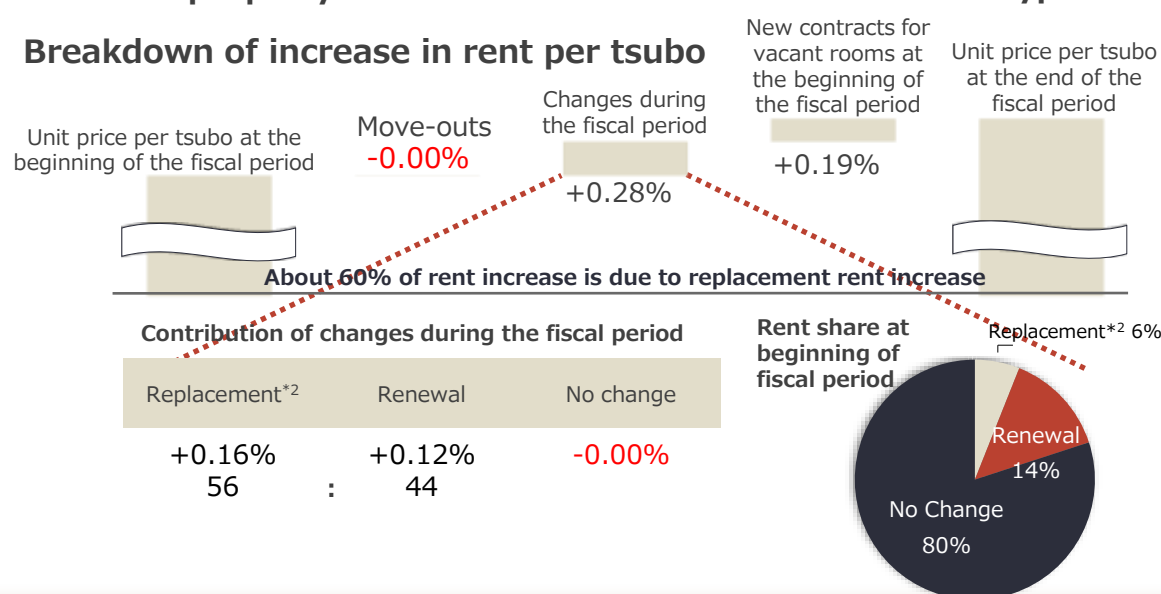 Breakdown of increase in rent per tsubo
Unit price per tsubo at the
beginning of the fiscal period
Move-outs
-0.00%
Changes during
the fiscal period
+0.28%
New contracts for
vacant rooms at
the beginning of
the fiscal period
+0.19%
Unit price per tsubo
at the end of the
fiscal period
About 60% of rent increase is due to replacement rent increase
Contribution of changes during the fiscal period
Replacement*2 Renewal No change
+0.16% +0.12% -0.00%
56 : 44
Rent share at
beginning of
fiscal period
Replacement*2 6%
Renewal
14%
No Change
80%